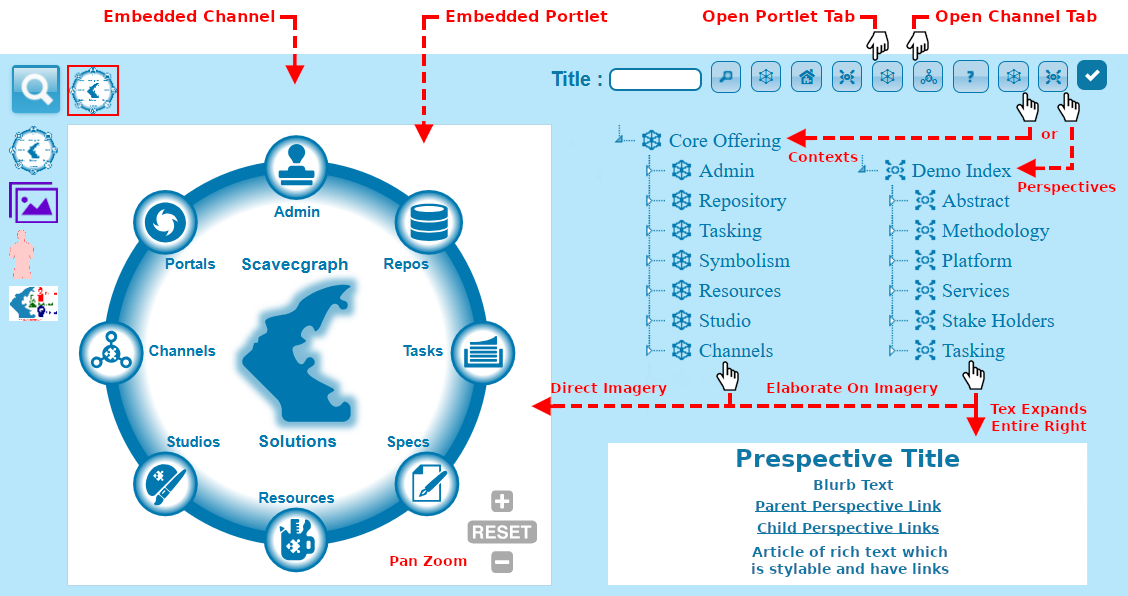 Embedded Channel
Embedded Portlet
Open Portlet Tab
Open Channel Tab
Title :
?
or
Core Offering
Contexts
Admin
Repository
Tasking
Symbolism
Resources
Studio
Channels
Demo Index
Perspectives
Abstract
Methodology
Platform
Services
Stake Holders
Tasking
Admin
Portals
Scavecgraph
Repos
Channels
Tasks
Studios
Solutions
Specs
Resources
Pan Zoom
+
RESET
−
Direct Imagery
Elaborate On Imagery
Tex Expands
Entire Right
Prespective Title
Blurb Text
Parent Perspective Link
Child Perspective Links
Article of rich text which
is stylable and have links